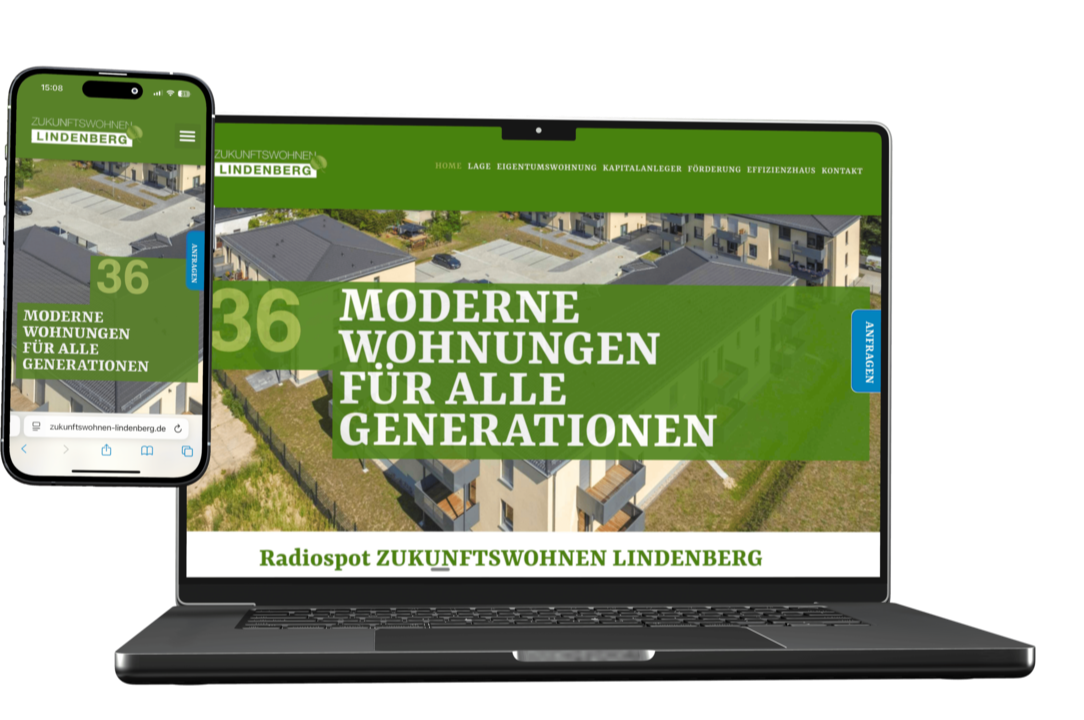 15:08
ZUKUNFTSWOHNEN
LINDENBERG
36
MODERNE
WOHNUNGEN
FÜR ALLE
GENERATIONEN
ANFRAGEN
zukunftswohnen-lindenberg.de
ZUKUNFTSWOHNEN
LINDENBERG
HOME LAGE EIGENTUMSWOHNUNG KAPITALANLEGER FÖRDERUNG EFFIZIENZHAUS KONTAKT
36
MODERNE
WOHNUNGEN
FÜR ALLE
GENERATIONEN
ANFRAGEN
Radiospot ZUKUNFTSWOHNEN LINDENBERG